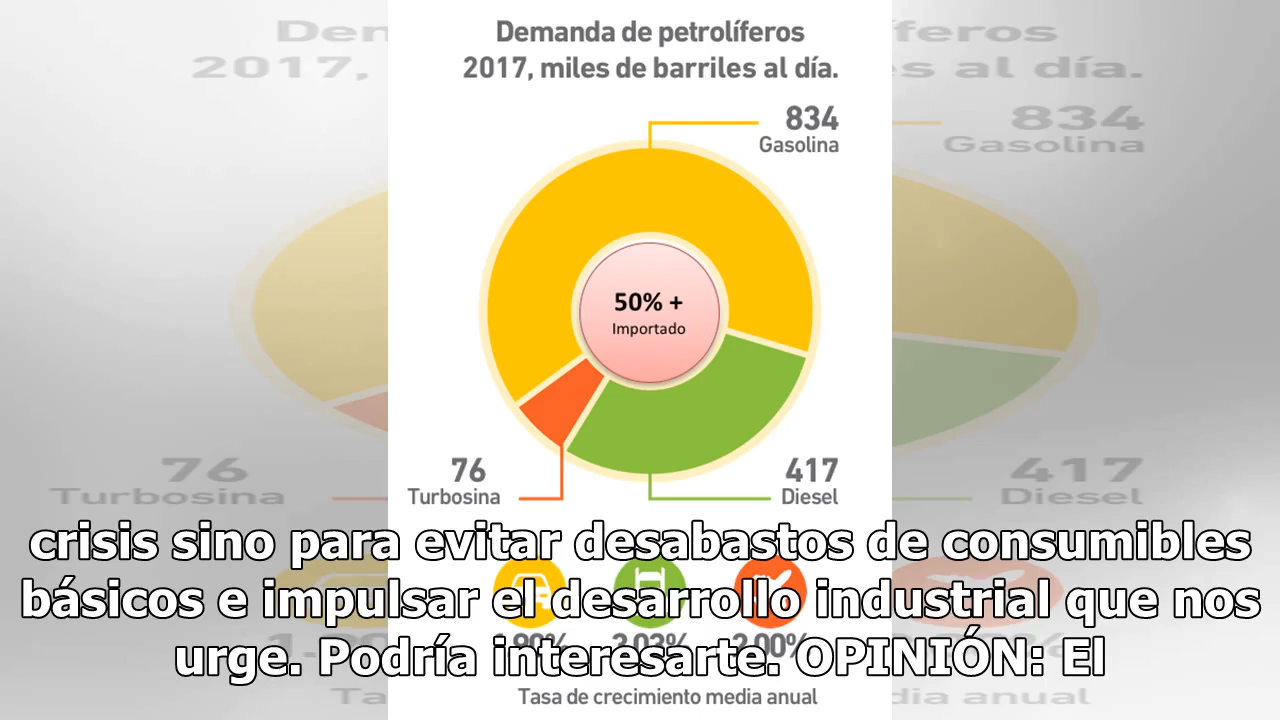 Demanda de petrolíferos
2017, miles de barriles al día.
834
Gasolina
50% +
Importado
76
Turbosina
417
Diesel
crisis sino para evitar desabastos de consumibles
básicos e impulsar el desarrollo industrial que nos
urge. Podría interesarte. OPINIÓN: El
Tasa de crecimiento media anual